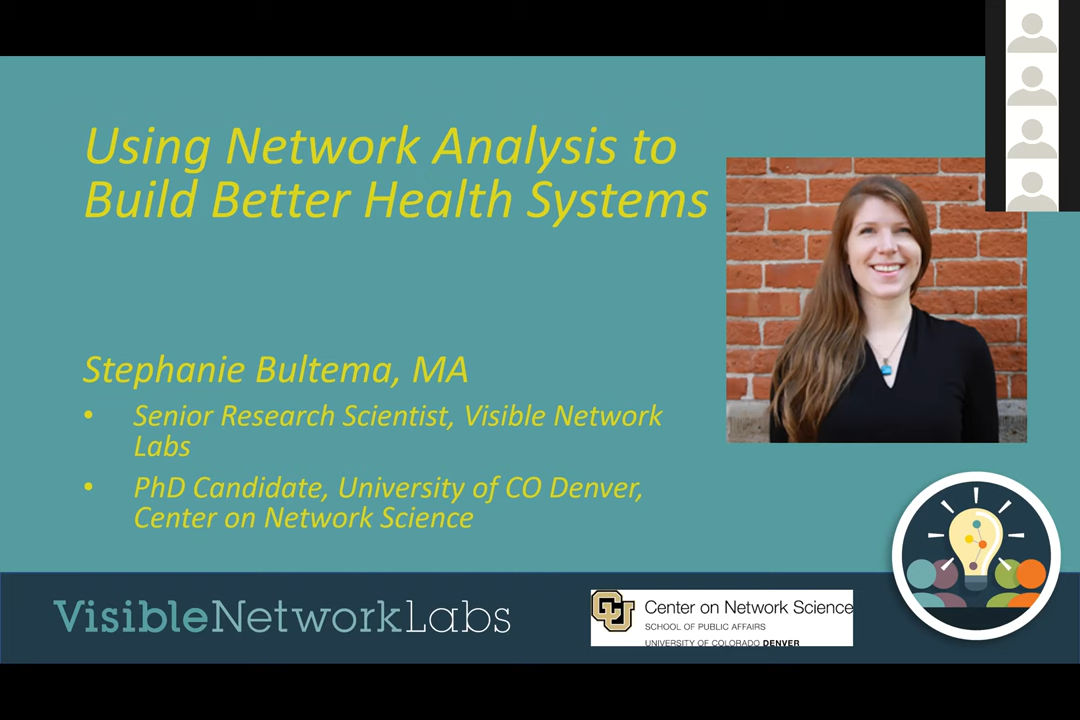 Using Network Analysis to
Build Better Health Systems
Stephanie Bultema, MA
• Senior Research Scientist, Visible Network
Labs
• PhD Candidate, University of CO Denver,
Center on Network Science
VisibleNetworkLabs
CU
Center on Network Science
SCHOOL OF PUBLIC AFFAIRS
UNIVERSITY OF COLORADO DENVER